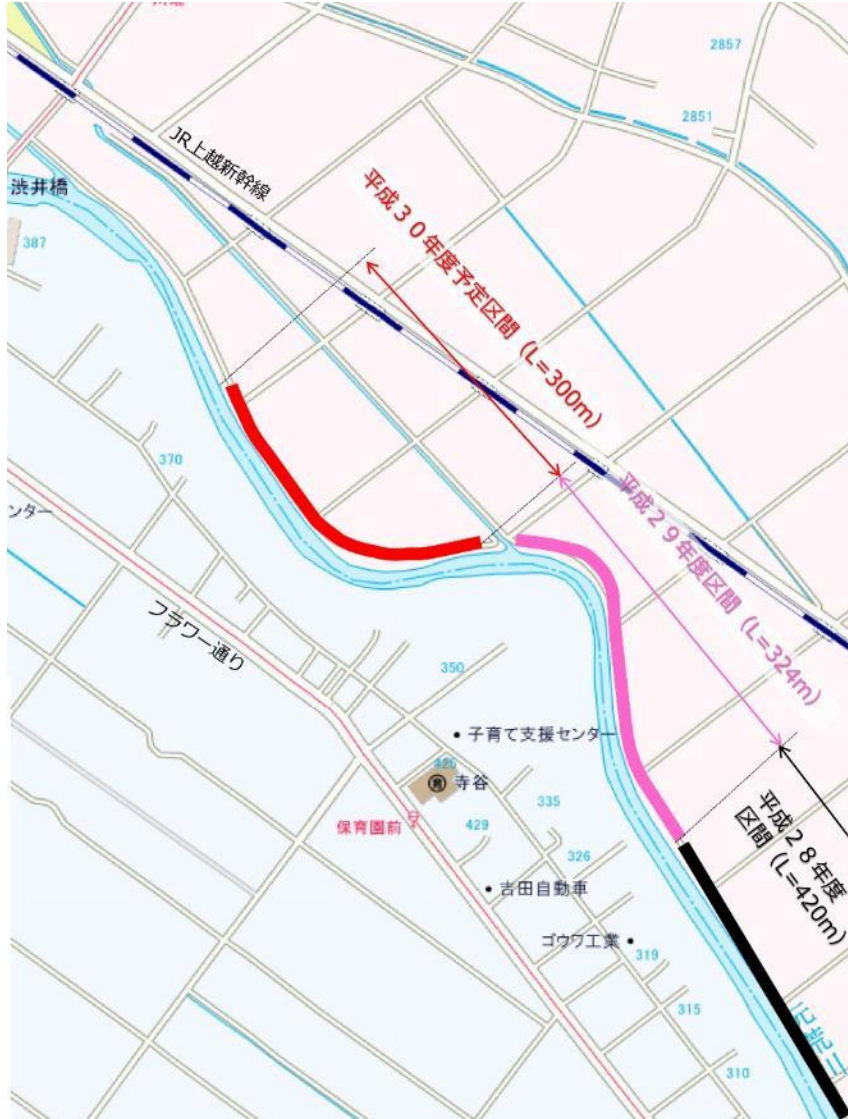 2857
2851
JR上越新幹線
渋井橋
387
平成３０年度予定区間（L=300m）
370
ンター
平成２９年度区間（L=324m）
フラワー通り
350
子育て支援センター
寺谷
335
保育園前
429
326
平成２８年度
区間（L=420m）
吉田自動車
ゴウワ工業
319
315
310